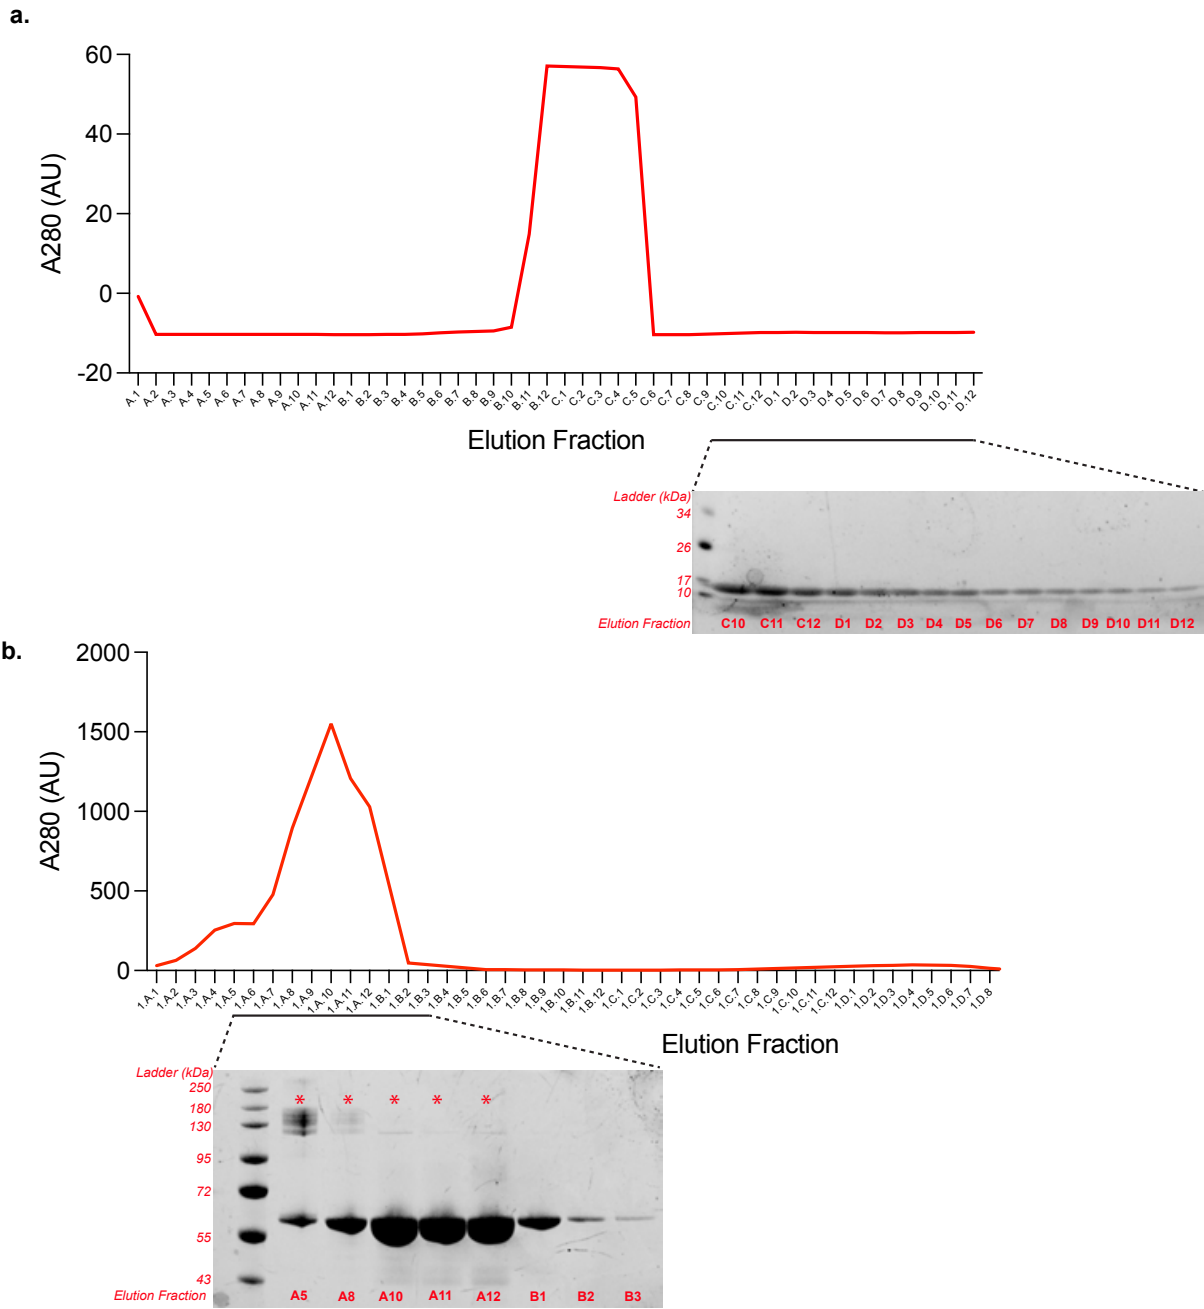 a.
60
40
20
0
-20
A280 (AU)
A.1 A.2 A.3 A.4 A.5 A.6 A.7 A.8 A.9 A.10 A.11 A.12 B.1 B.2 B.3 B.4 B.5 B.6 B.7 B.8 B.9 B.10 B.11 B.12 C.1 C.2 C.3 C.4 C.5 C.6 C.7 C.8 C.9 C.10 C.11 C.12 D.1 D.2 D.3 D.4 D.5 D.6 D.7 D.8 D.9 D.10 D.11 D.12
Elution Fraction
Ladder (kDa)
34
26
17
10
Elution Fraction C10 C11 C12 D1 D2 D3 D4 D5 D6 D7 D8 D9 D10 D11 D12
b.
2000
1500
1000
500
0
A280 (AU)
1.A.1 1.A.2 1.A.3 1.A.4 1.A.5 1.A.6 1.A.7 1.A.8 1.A.9 1.A.10 1.A.11 1.A.12 1.B.1 1.B.2 1.B.3 1.B.4 1.B.5 1.B.6 1.B.7 1.B.8 1.B.9 1.B.10 1.B.11 1.B.12 1.C.1 1.C.2 1.C.3 1.C.4 1.C.5 1.C.6 1.C.7 1.C.8 1.C.9 1.C.10 1.C.11 1.C.12 1.D.1 1.D.2 1.D.3 1.D.4 1.D.5 1.D.6 1.D.7 1.D.8
Elution Fraction
Ladder (kDa)
250
* * * * *
180
130
95
72
55
43
Elution Fraction A5 A8 A10 A11 A12 B1 B2 B3